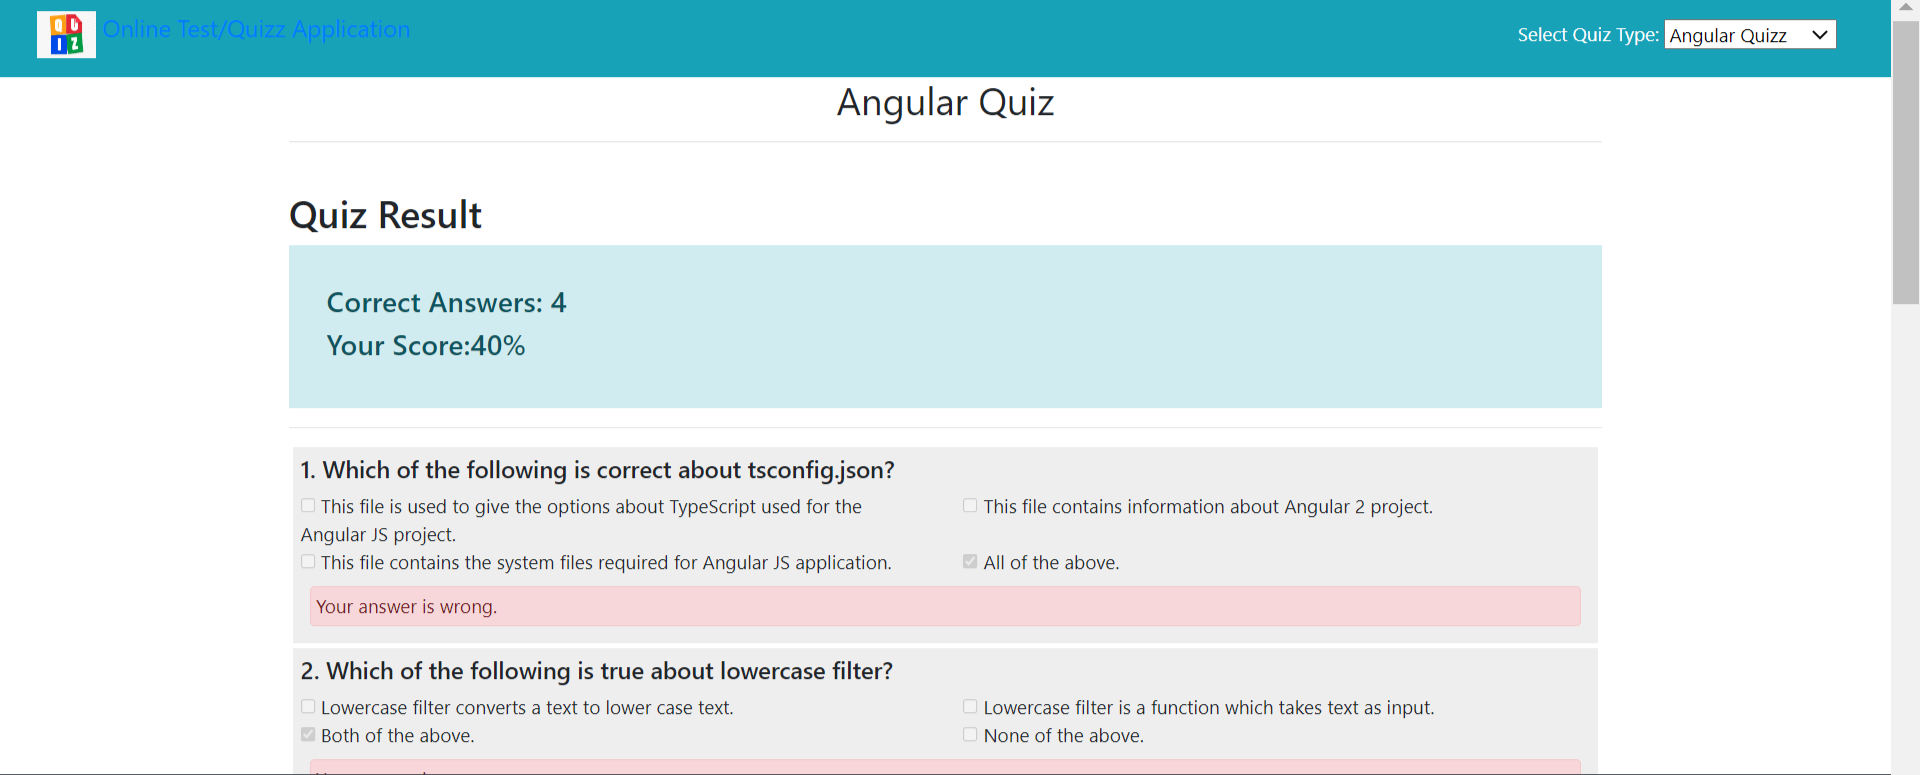 QUIZ
Online Test/Quizz Application
Select Quiz Type: Angular Quizz
Angular Quiz
Quiz Result
Correct Answers: 4
Your Score:40%
1. Which of the following is correct about tsconfig.json?
This file is used to give the options about TypeScript used for the
Angular JS project.
This file contains information about Angular 2 project.
This file contains the system files required for Angular JS application.
All of the above.
Your answer is wrong.
2. Which of the following is true about lowercase filter?
Lowercase filter converts a text to lower case text.
Lowercase filter is a function which takes text as input.
Both of the above.
None of the above.